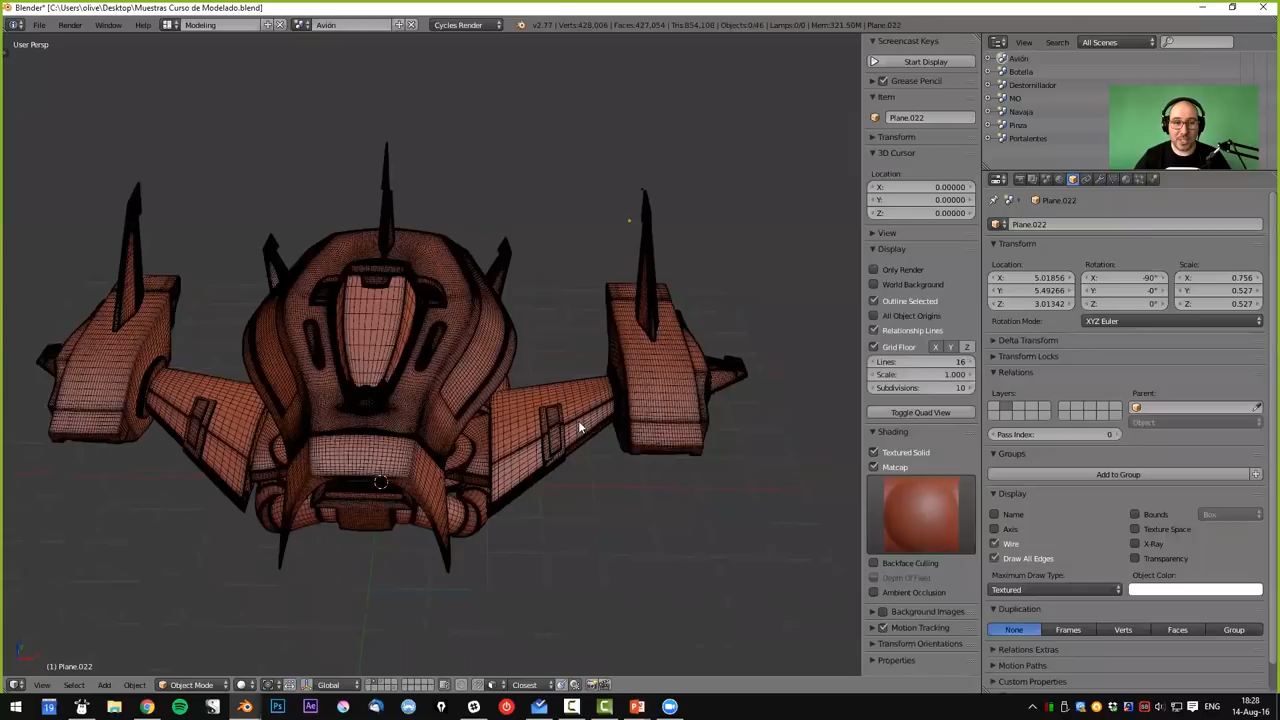 Blender* [C:\Users\olive\Desktop\Muestras Curso de Modelado.blend]
File Render Window Help Modeling Avión Cycles Render v2.77 | Verts:428,006 | Faces:427,054 | Tris:854,108 | Objects:0/46 | Lamps:0/0 | Mem:321.50M | Plane.022
User Persp
Screencast Keys
Start Display
Grease Pencil
Item
Plane.022
Transform
3D Cursor
Location
X: 0.00000
Y: 0.00000
Z: 0.00000
View
Display
Only Render
World Background
Outline Selected
All Object Origins
Relationship Lines
Grid Floor X Y Z
Lines: 16
Scale: 1.000
Subdivisions: 10
Toggle Quad View
Shading
Textured Solid
Matcap
Backface Culling
Depth Of Field
Ambient Occlusion
Background Images
Motion Tracking
Transform Orientations
Properties
View Search All Scenes
Avión
Botella
Destornillador
MO
Navaja
Pinza
Portalentes
Plane.022
Plane.022
Transform
Location: Rotation: Scale:
X: 5.01856 X: -90° X: 0.756
Y: 5.49266 Y: -0° Y: 0.527
Z: 3.01342 Z: -0° Z: 0.527
Rotation Mode: XYZ Euler
Delta Transform
Transform Locks
Relations
Layers: Parent:
Object
Pass Index: 0
Groups
Add to Group
Display
Name Bounds Box
Axis Texture Space
Wire X-Ray
Draw All Edges Transparency
Maximum Draw Type: Object Color:
Textured
Duplication
None Frames Verts Faces Group
Relations Extras
Motion Paths
Custom Properties
(1) Plane.022
View Select Add Object Object Mode Global Closest
19 Ps Ae ENG 18:28
14-Aug-16